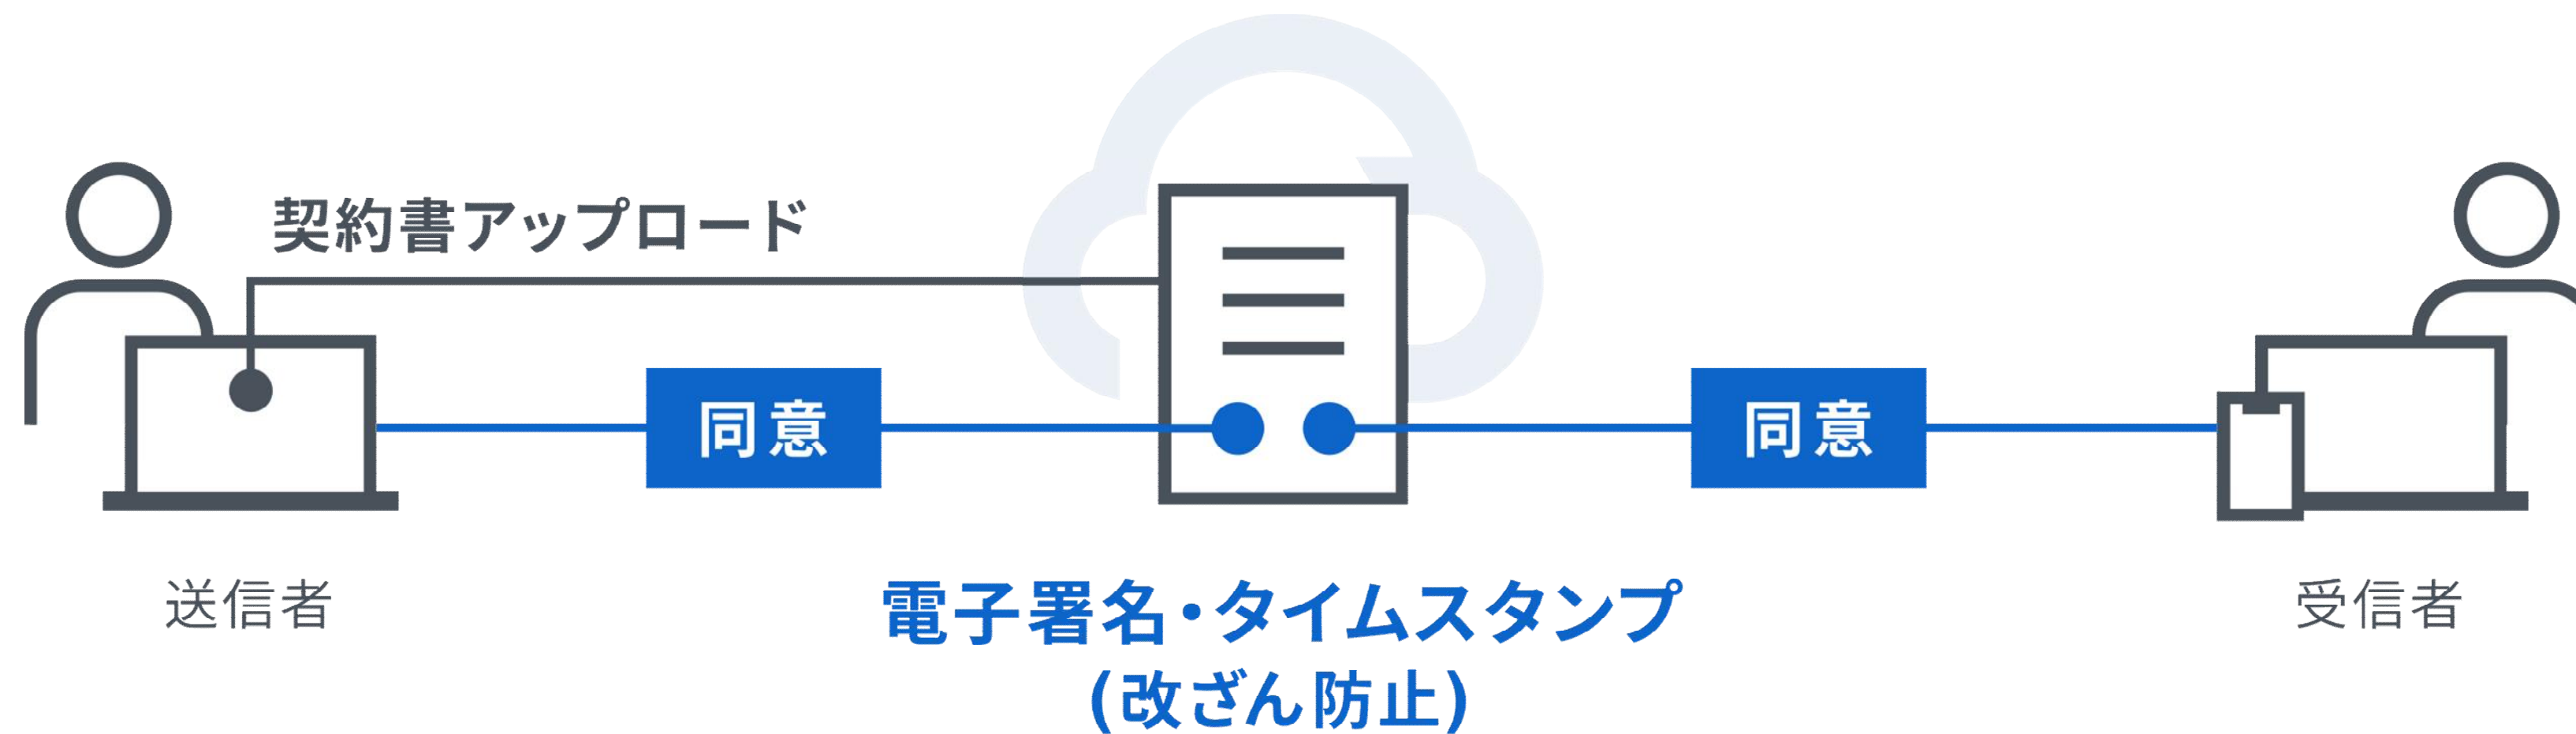 契約書アップロード
同意
同意
送信者
電子署名・タイムスタンプ
(改ざん防止)
受信者